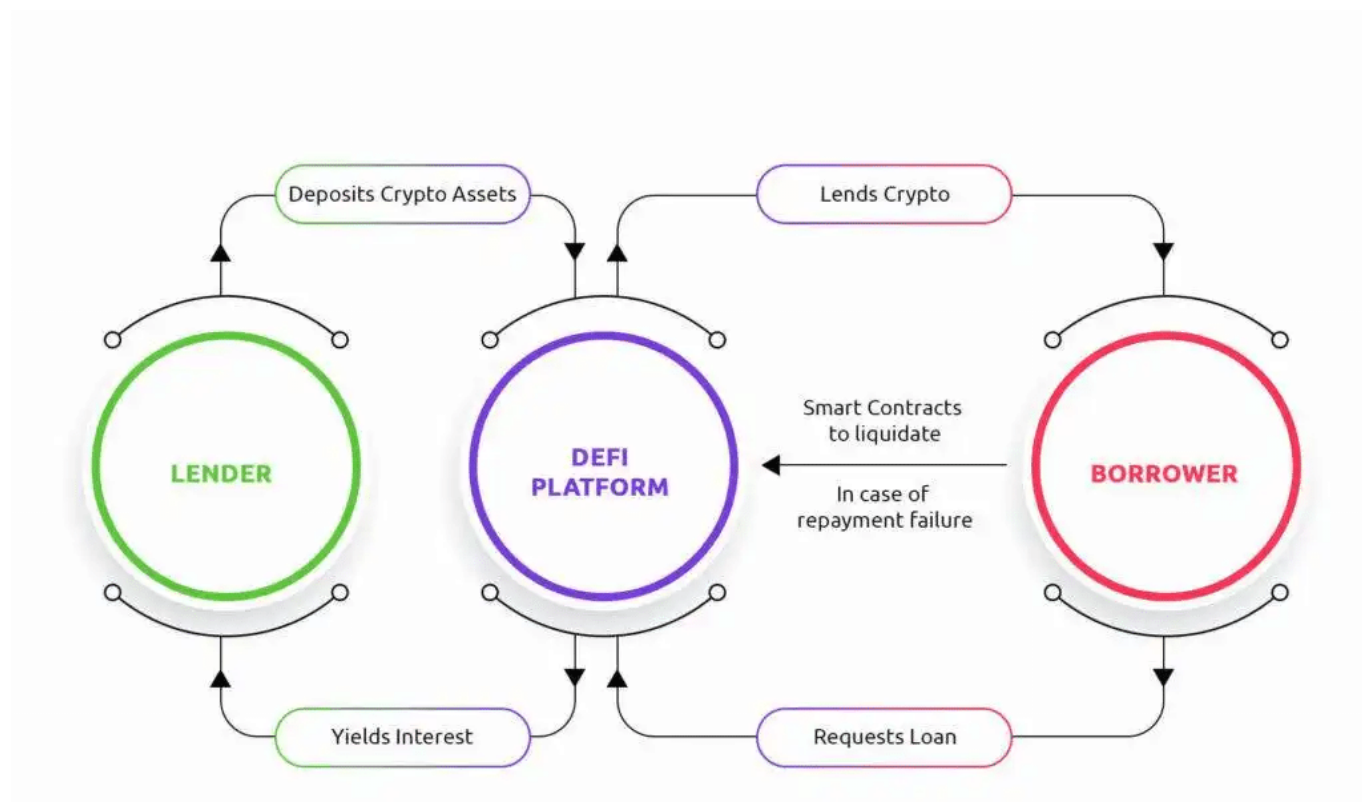 Deposits Crypto Assets
Lends Crypto
Smart Contracts
to liquidate
LENDER
DEFI
PLATFORM
BORROWER
In case of
repayment failure
Yields Interest
Requests Loan